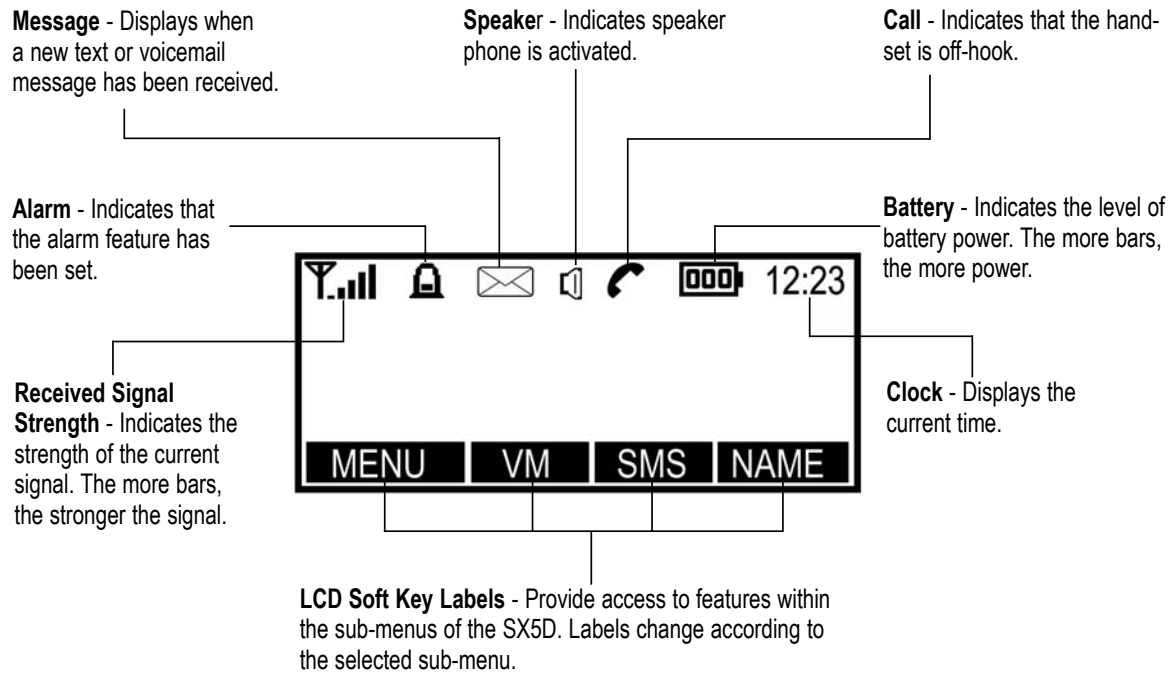 Message - Displays when
a new text or voicemail
message has been received.
Speaker - Indicates speaker
phone is activated.
Call - Indicates that the hand-
set is off-hook.
Alarm - Indicates that
the alarm feature has
been set.
Battery - Indicates the level of
battery power. The more bars,
the more power.
12:23
Received Signal
Strength - Indicates the
strength of the current
signal. The more bars,
the stronger the signal.
Clock - Displays the
current time.
MENU VM SMS NAME
LCD Soft Key Labels - Provide access to features within
the sub-menus of the SX5D. Labels change according to
the selected sub-menu.